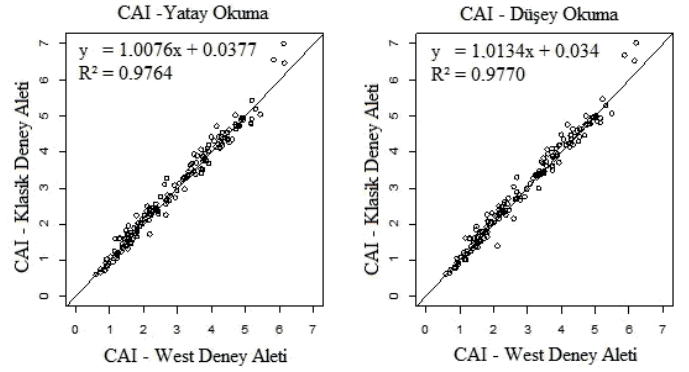 CAI -Yatay Okuma
y = 1.0076x + 0.0377
R² = 0.9764
CAI - Klasik Deney Aleti
7
6
5
4
3
2
1
0
0 1 2 3 4 5 6 7
CAI - West Deney Aleti
CAI - Düşey Okuma
y = 1.0134x + 0.034
R² = 0.9770
CAI - Klasik Deney Aleti
7
6
5
4
3
2
1
0
0 1 2 3 4 5 6 7
CAI - West Deney Aleti